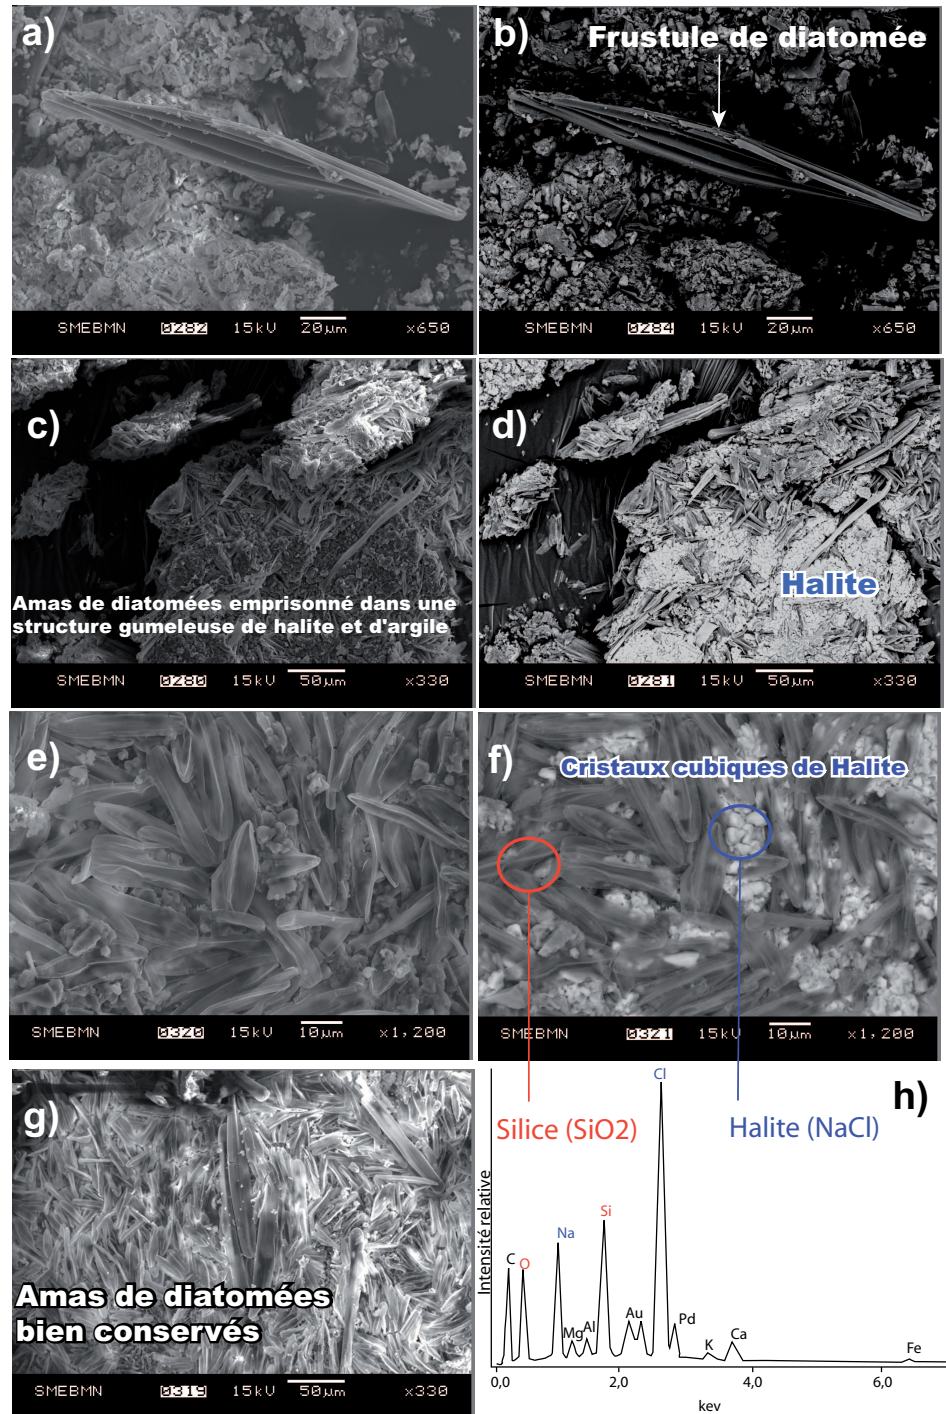 a)
b)
Frustule de diatomée
SMEBMN 0282 15kV 20µm x650
SMEBMN 0284 15kV 20µm x650
c)
d)
Amas de diatomées emprisonné dans une
structure gumeleuse de halite et d'argile
Halite
SMEBMN 0280 15kV 50µm x330
SMEBMN 0281 15kV 50µm x330
e)
f)
Cristaux cubiques de Halite
SMEBMN 0320 15kV 10µm x1,200
SMEBMN 0321 15kV 10µm x1,200
g)
Amas de diatomées
bien conservés
SMEBMN 0319 15kV 50µm x330
h)
Silice (SiO2)
Halite (NaCl)
Intensité relative
C
O
Na
Mg
Al
Si
Au
Cl
Pd
K
Ca
Fe
0,0 2,0 4,0 6,0
kev